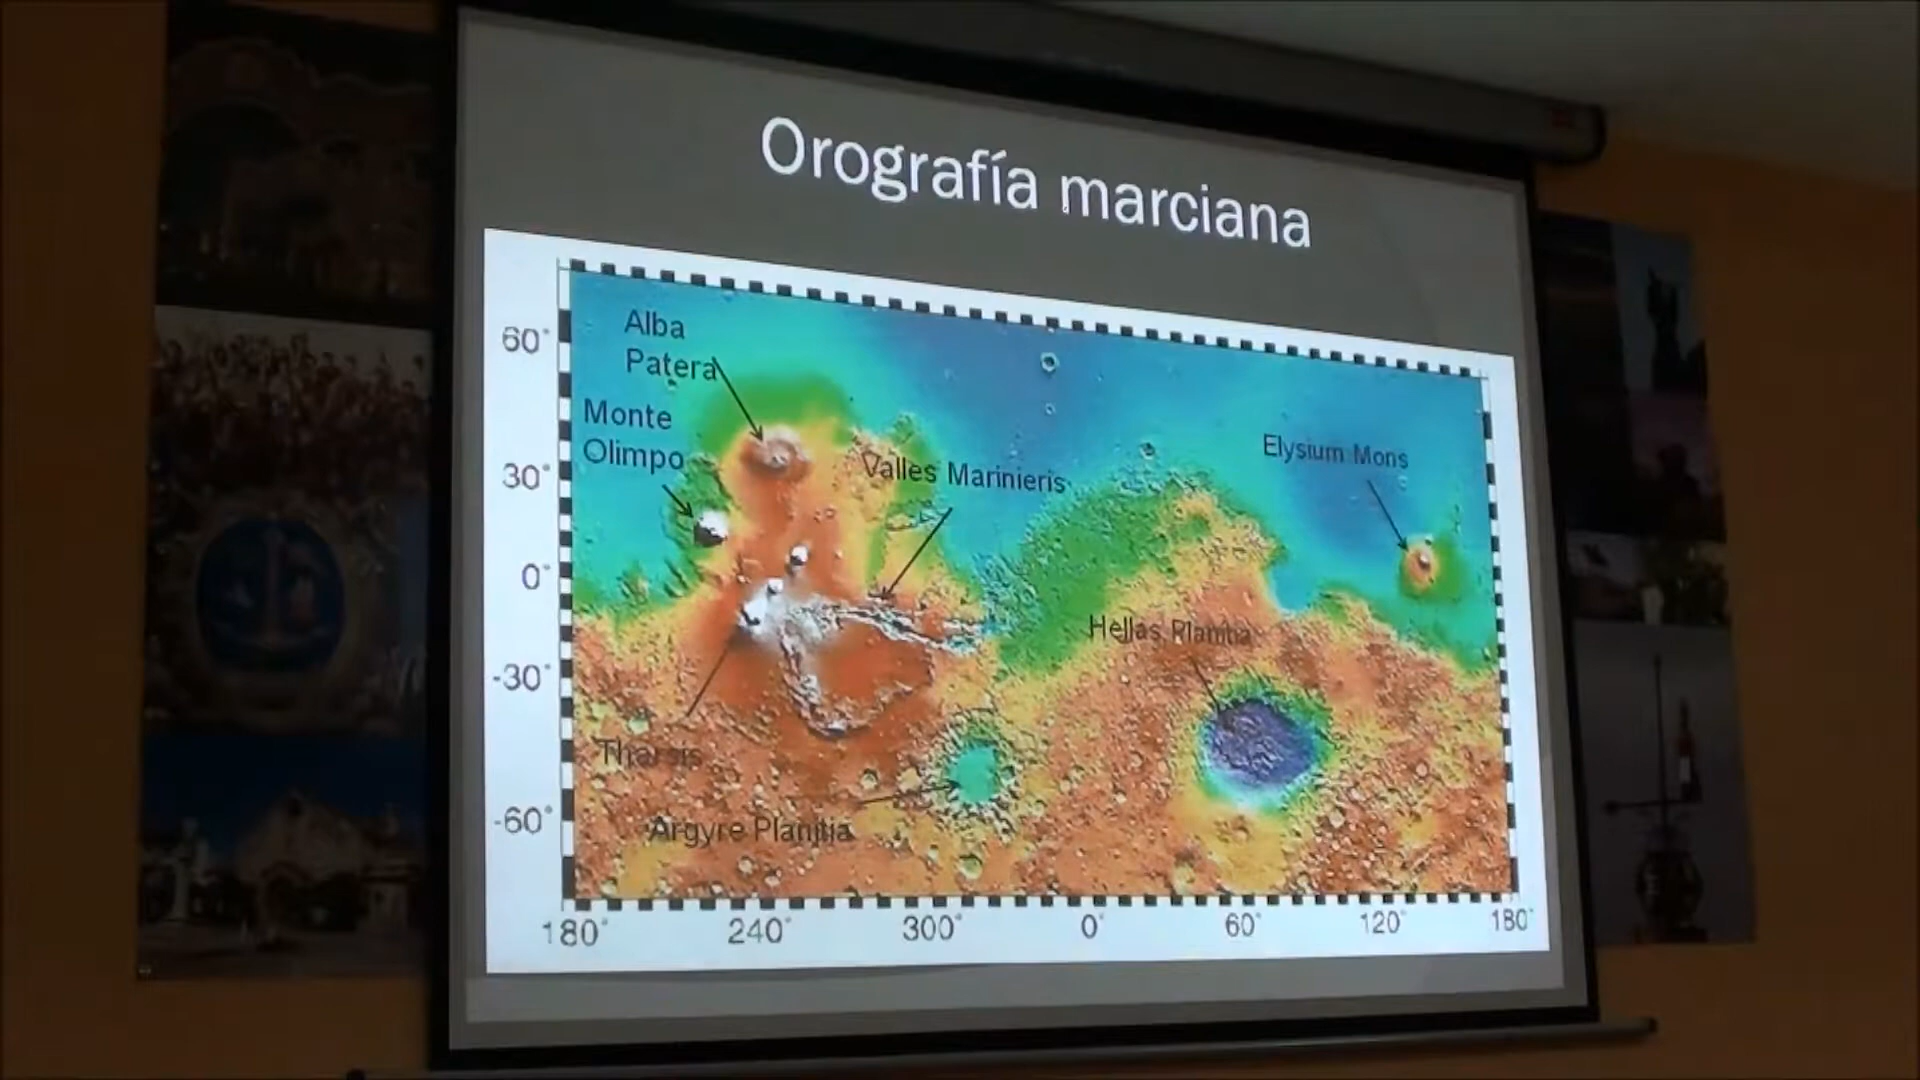 Orografía marciana
60°
30°
0°
-30°
-60°
Alba
Patera
Monte
Olimpo
Valles Marinieris
Elysium Mons
Hellas Planitia
Tharsis
Argyre Planitia
180° 240° 300° 0° 60° 120° 180°